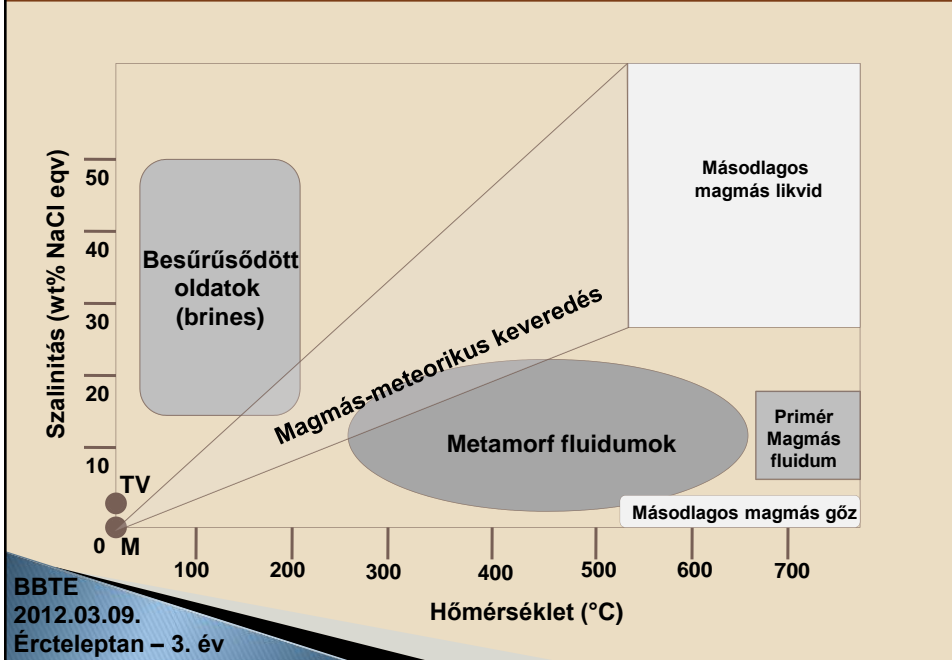 Szalinitás (wt% NaCl eqv)
50
40
30
20
10
0
Besűrűsődött
oldatok
(brines)
Másodlagos
magmás likvid
Magmás-meteorikus keveredés
Metamorf fluidumok
Primér
Magmás
fluidum
Másodlagos magmás gőz
TV
M
100
200
300
400
500
600
700
Hőmérséklet (°C)
BBTE
2012.03.09.
Ércteleptan – 3. év